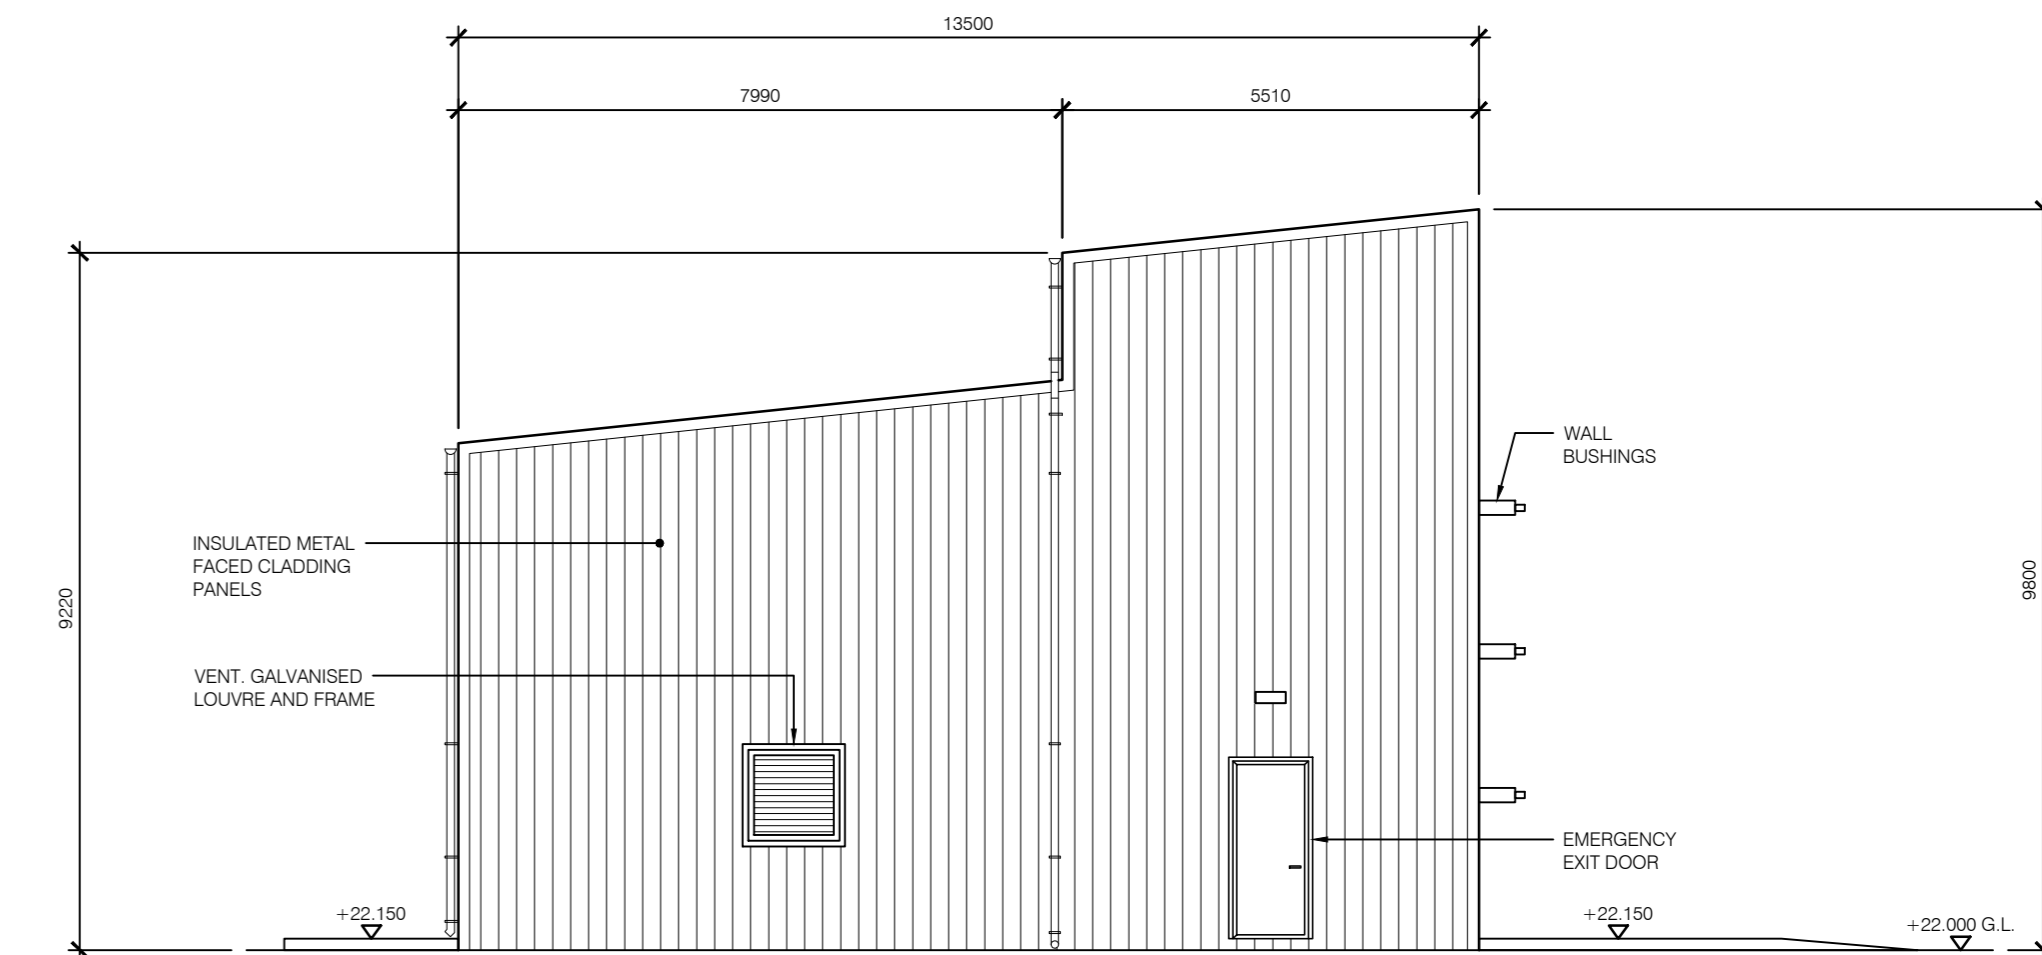 13500
7990
5510
WALL
BUSHINGS
INSULATED METAL
FACED CLADDING
PANELS
9220
9800
VENT. GALVANISED
LOUVRE AND FRAME
EMERGENCY
EXIT DOOR
+22.150
+22.150
+22.000 G.L.